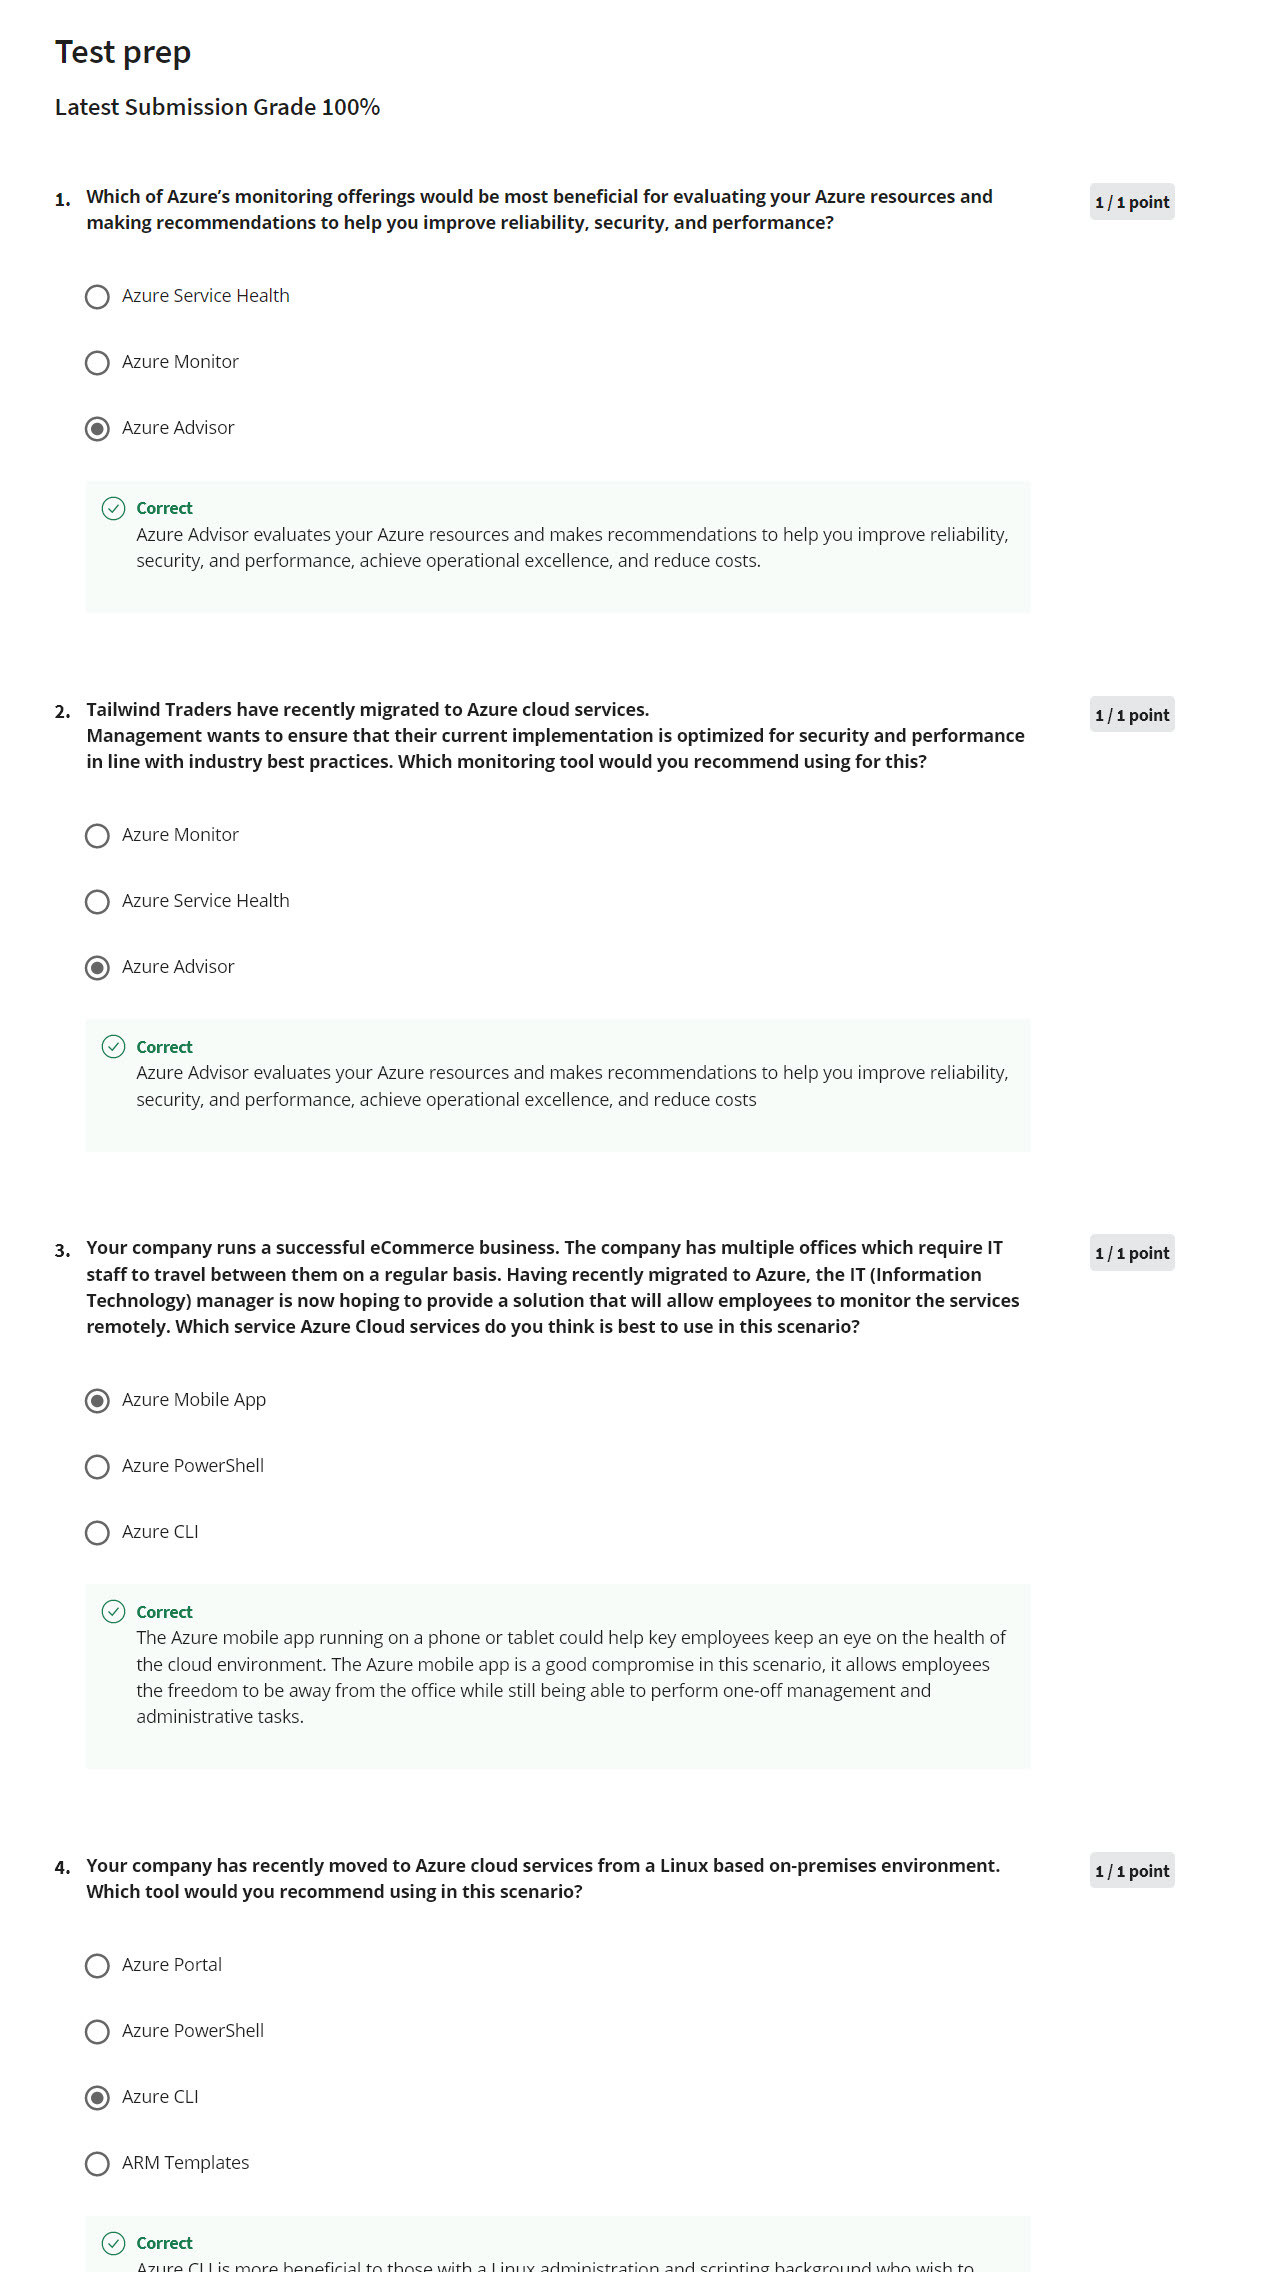 Test prep
Latest Submission Grade 100%
1. Which of Azure’s monitoring offerings would be most beneficial for evaluating your Azure resources and
making recommendations to help you improve reliability, security, and performance?
1 / 1 point
Azure Service Health
Azure Monitor
Azure Advisor
Correct
Azure Advisor evaluates your Azure resources and makes recommendations to help you improve reliability,
security, and performance, achieve operational excellence, and reduce costs.
2. Tailwind Traders have recently migrated to Azure cloud services.
Management wants to ensure that their current implementation is optimized for security and performance
in line with industry best practices. Which monitoring tool would you recommend using for this?
1 / 1 point
Azure Monitor
Azure Service Health
Azure Advisor
Correct
Azure Advisor evaluates your Azure resources and makes recommendations to help you improve reliability,
security, and performance, achieve operational excellence, and reduce costs
3. Your company runs a successful eCommerce business. The company has multiple offices which require IT
staff to travel between them on a regular basis. Having recently migrated to Azure, the IT (Information
Technology) manager is now hoping to provide a solution that will allow employees to monitor the services
remotely. Which service Azure Cloud services do you think is best to use in this scenario?
1 / 1 point
Azure Mobile App
Azure PowerShell
Azure CLI
Correct
The Azure mobile app running on a phone or tablet could help key employees keep an eye on the health of
the cloud environment. The Azure mobile app is a good compromise in this scenario, it allows employees
the freedom to be away from the office while still being able to perform one-off management and
administrative tasks.
4. Your company has recently moved to Azure cloud services from a Linux based on-premises environment.
Which tool would you recommend using in this scenario?
1 / 1 point
Azure Portal
Azure PowerShell
Azure CLI
ARM Templates
Correct
Azure CLI is more beneficial to those with a Linux administration and scripting background who wish to